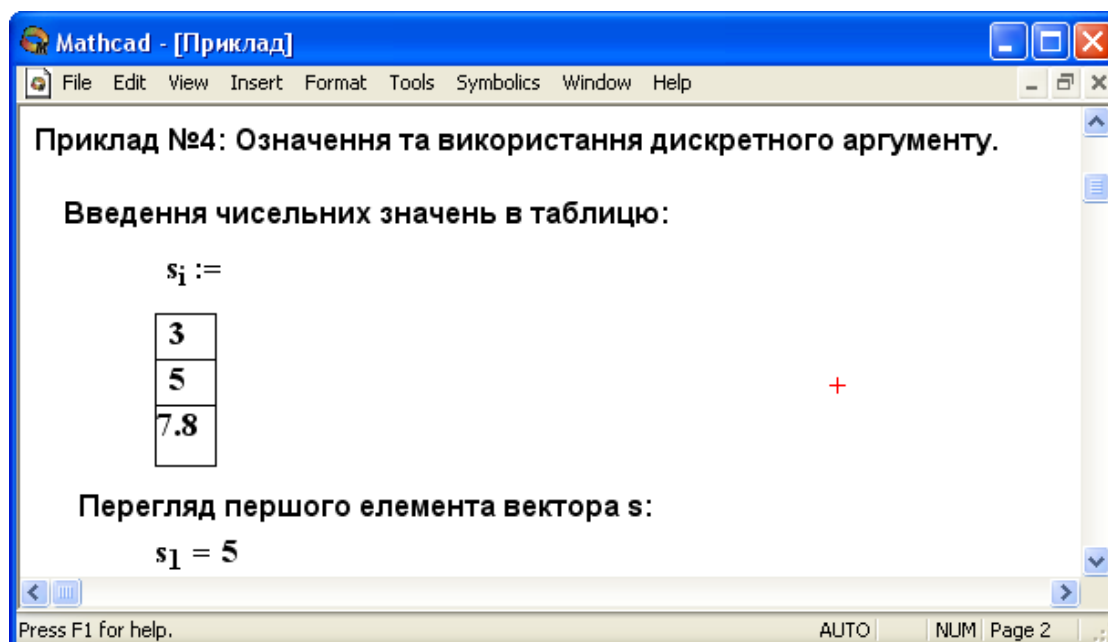 Mathcad - [Приклад]
File Edit View Insert Format Tools Symbolics Window Help
Приклад №4: Означення та використання дискретного аргументу.
Введення чисельних значень в таблицю:
si :=
3
5
7.8
Перегляд першого елемента вектора s:
s1 = 5
Press F1 for help. AUTO NUM Page 2